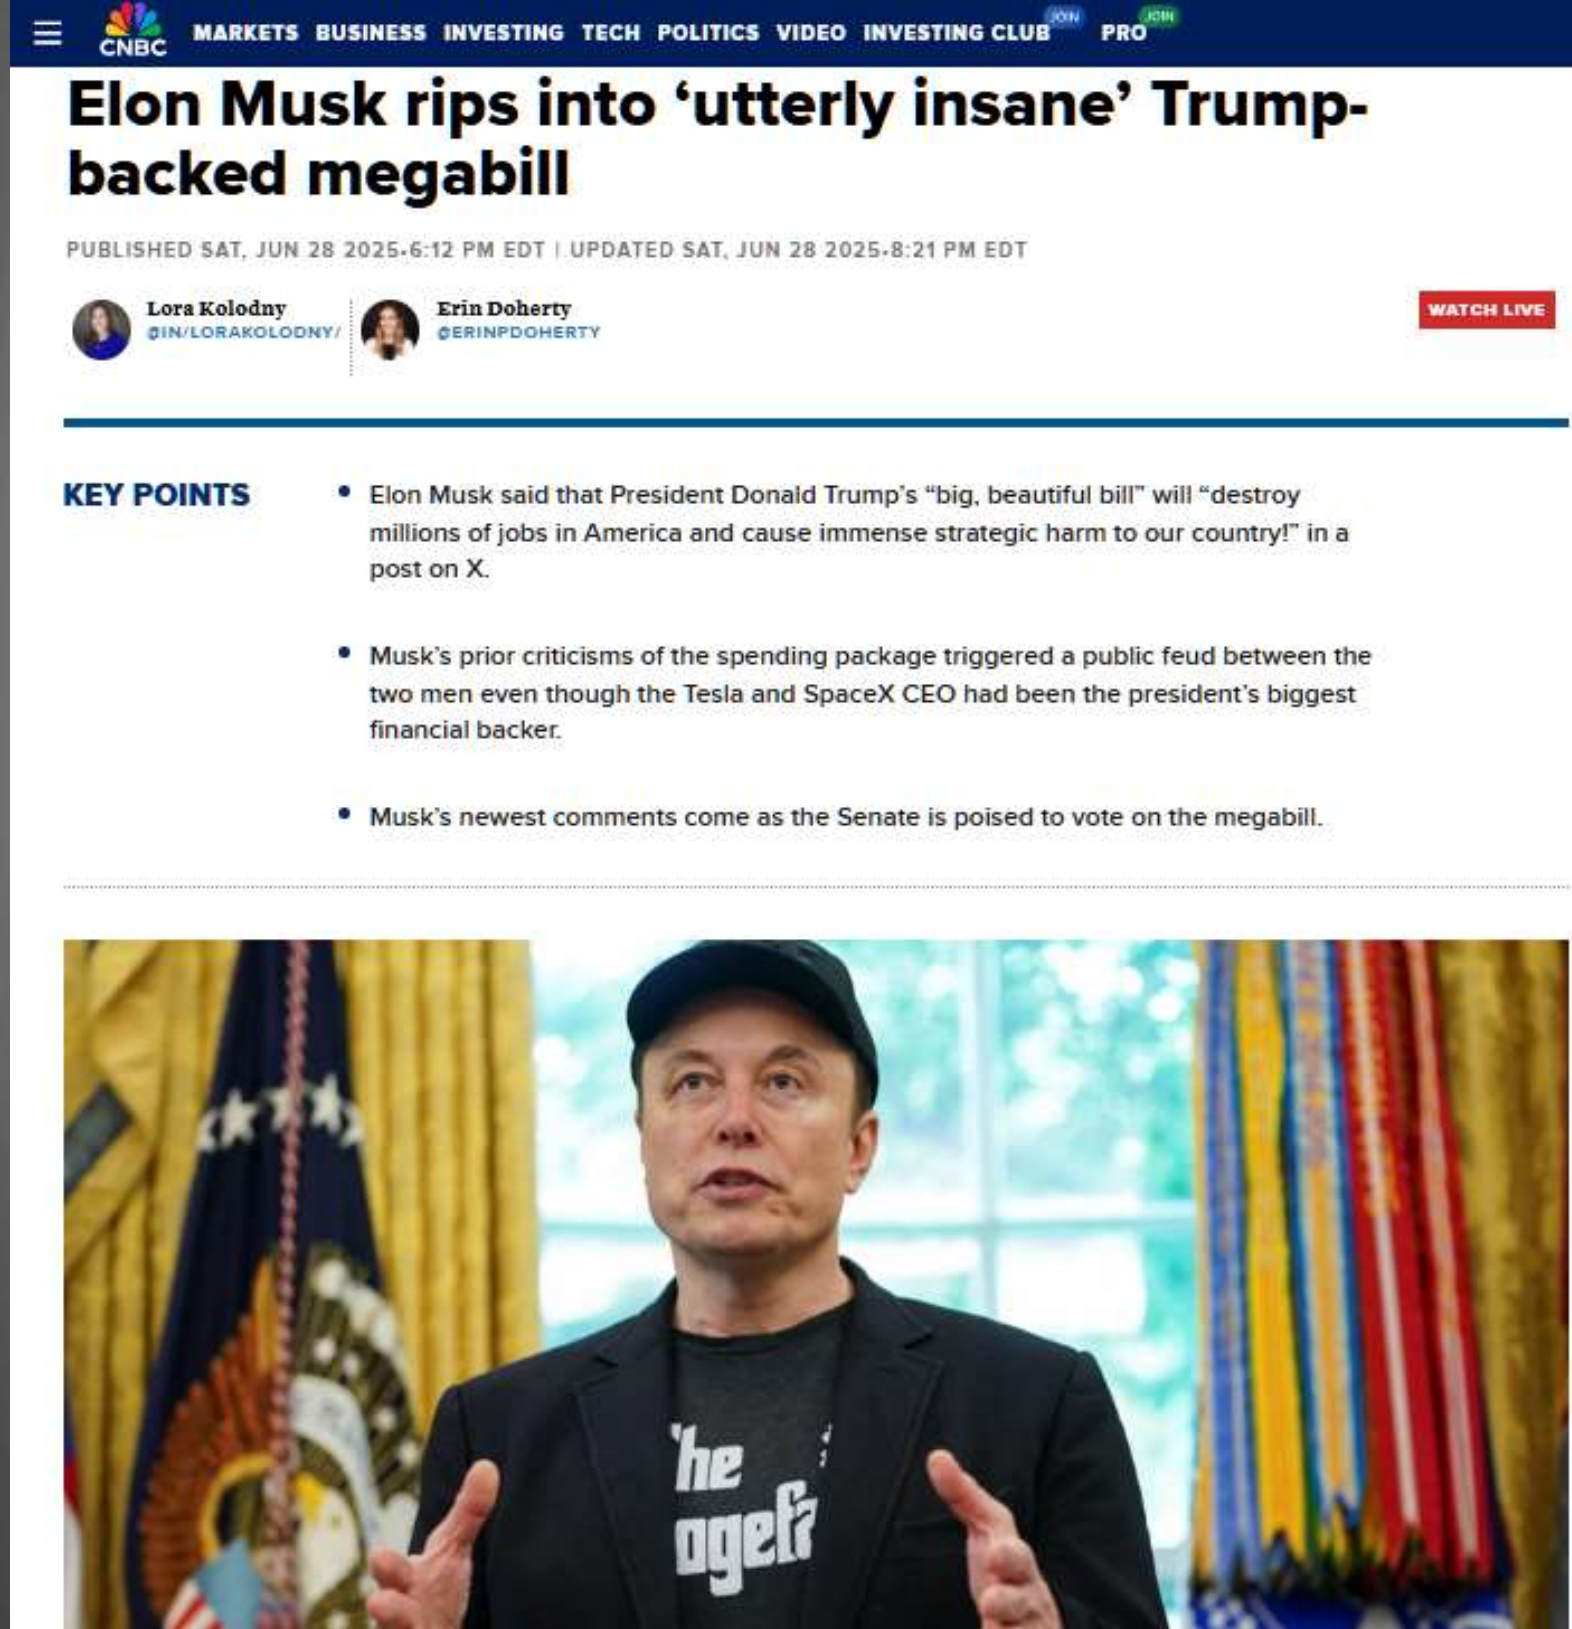 CNBC MARKETS BUSINESS INVESTING TECH POLITICS VIDEO INVESTING CLUB JOIN PRO JOIN
Elon Musk rips into ‘utterly insane’ Trump-
backed megabill
PUBLISHED SAT, JUN 28 2025•6:12 PM EDT | UPDATED SAT, JUN 28 2025•8:21 PM EDT
Lora Kolodny
@IN/LORAKOLODNY/
Erin Doherty
@ERINPDOHERTY
WATCH LIVE
KEY POINTS
• Elon Musk said that President Donald Trump’s “big, beautiful bill” will “destroy
millions of jobs in America and cause immense strategic harm to our country!” in a
post on X.
• Musk’s prior criticisms of the spending package triggered a public feud between the
two men even though the Tesla and SpaceX CEO had been the president’s biggest
financial backer.
• Musk’s newest comments come as the Senate is poised to vote on the megabill.
he
ogefa